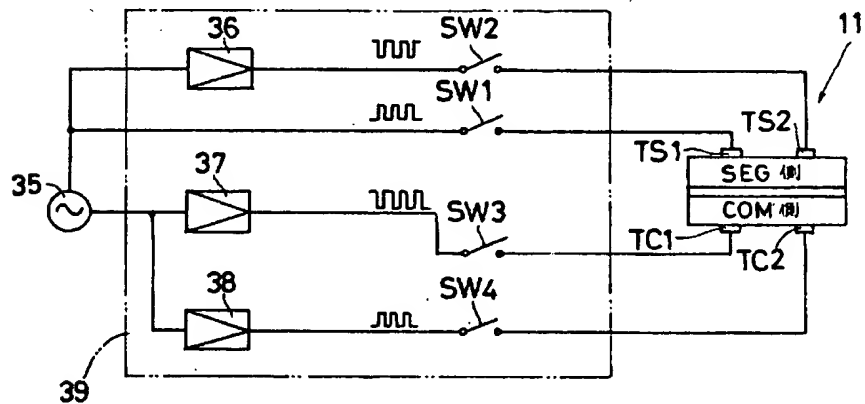 36
SW2
11
SW1
TS1
TS2
35
37
SEG 側
COM 側
SW3
TC1
TC2
38
SW4
39